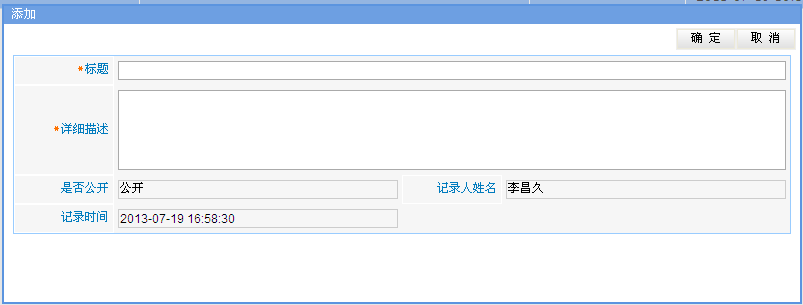 添加
确 定 取 消
*标题
*详细描述
是否公开 公开 记录人姓名 李昌久
记录时间 2013-07-19 16:58:30